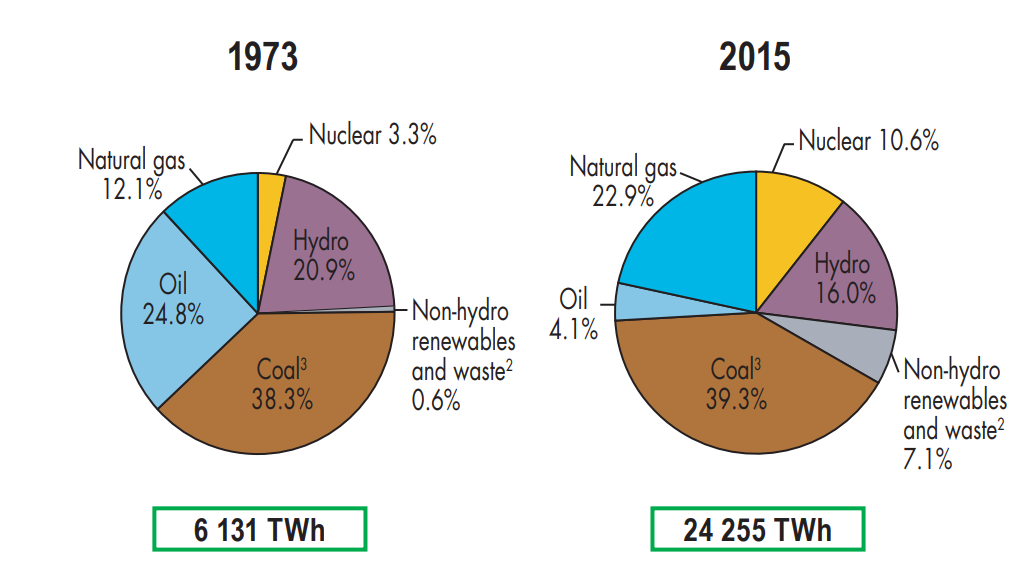 1973
Nuclear 3.3%
Natural gas
12.1%
Hydro
20.9%
Oil
24.8%
Non-hydro
renewables
and waste²
0.6%
Coal³
38.3%
6 131 TWh
2015
Nuclear 10.6%
Natural gas
22.9%
Hydro
16.0%
Oil
4.1%
Coal³
39.3%
Non-hydro
renewables
and waste²
7.1%
24 255 TWh